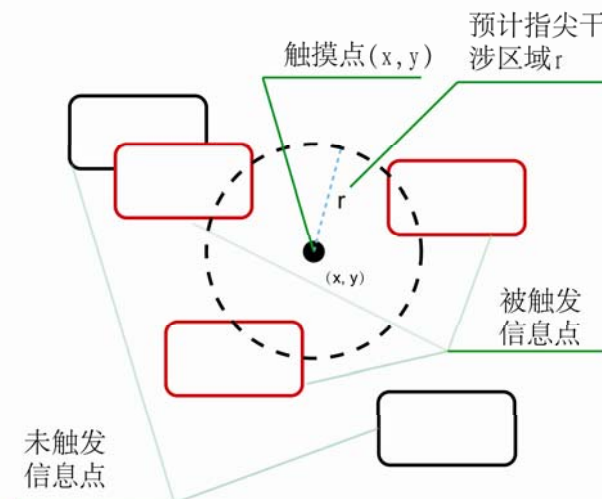 预计指尖干
涉区域r
触摸点(x,y)
r
(x, y)
被触发
信息点
未触发
信息点